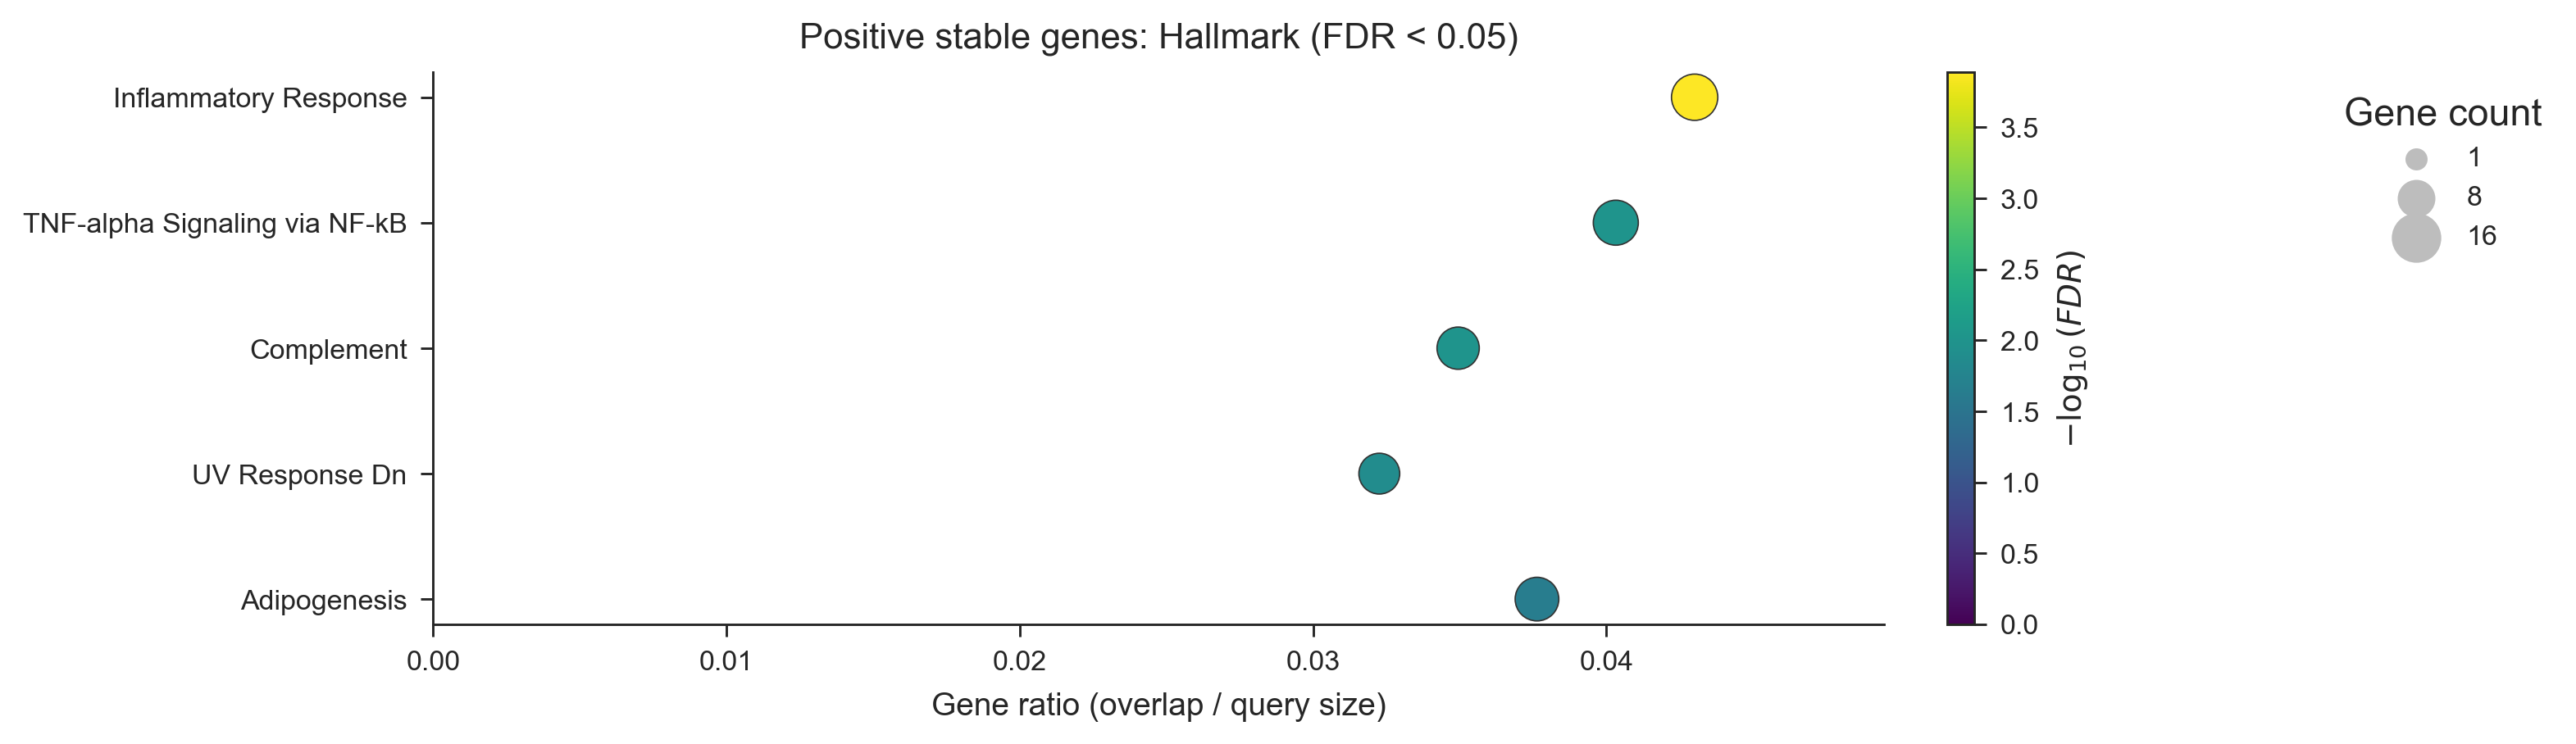 Positive stable genes: Hallmark (FDR < 0.05)
Inflammatory Response
TNF-alpha Signaling via NF-kB
Complement
UV Response Dn
Adipogenesis
0.00 0.01 0.02 0.03 0.04
Gene ratio (overlap / query size)
3.5
3.0
2.5
2.0
1.5
1.0
0.5
0.0
−log₁₀ (FDR)
Gene count
1
8
16